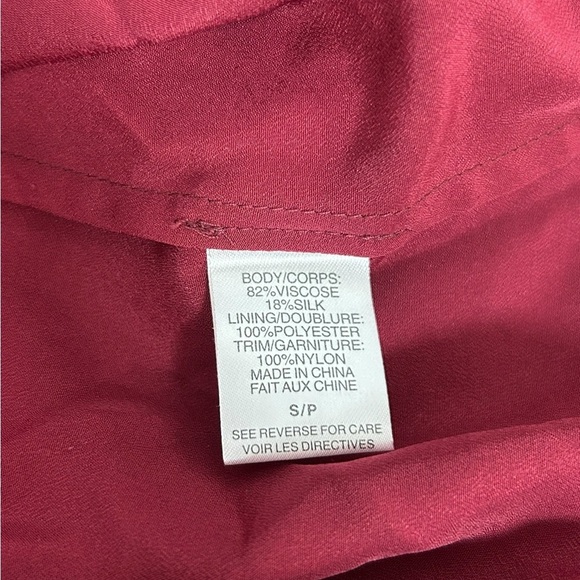 BODY/CORPS:
82%VISCOSE
18%SILK
LINING/DOUBLURE:
100%POLYESTER
TRIM/GARNITURE:
100%NYLON
MADE IN CHINA
FAIT AUX CHINE
S/P
SEE REVERSE FOR CARE
VOIR LES DIRECTIVES